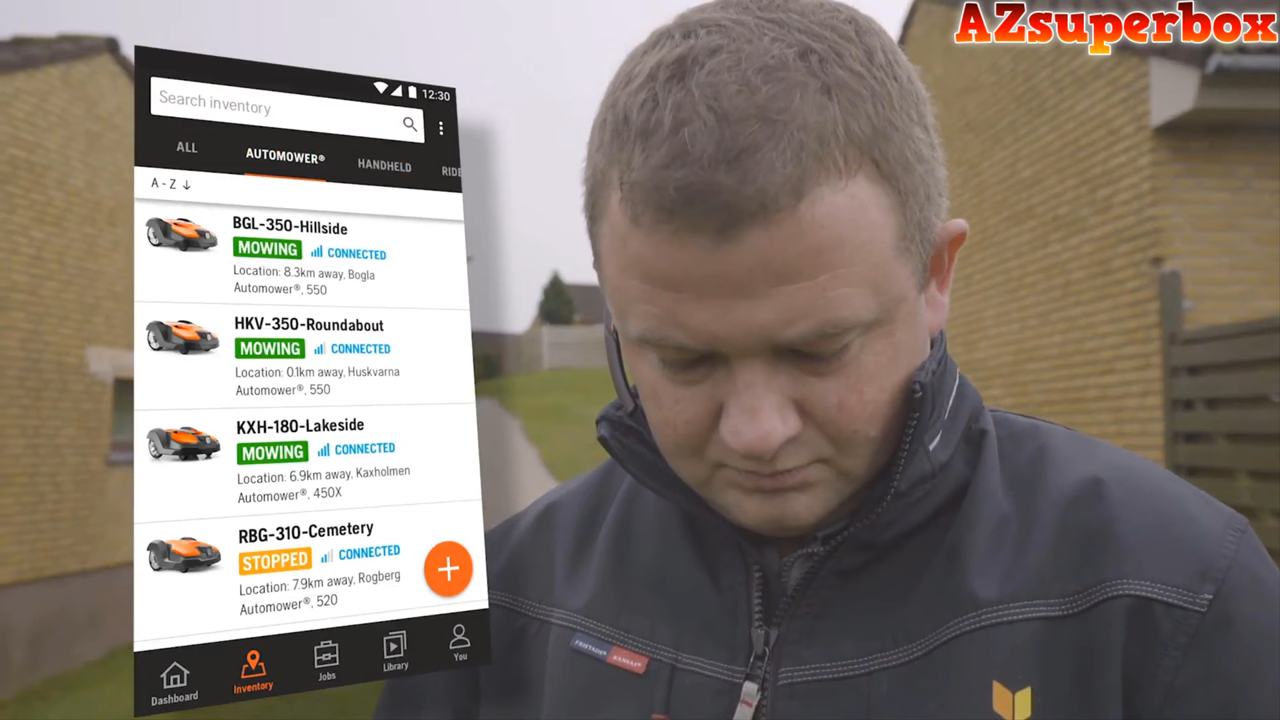 AZsuperbox
12:30
Search inventory
ALL
AUTOMOWER®
HANDHELD
RIDE
A - Z ↓
BGL-350-Hillside
MOWING
CONNECTED
Location: 8.3km away, Bogla
Automower®, 550
HKV-350-Roundabout
MOWING
CONNECTED
Location: 0.1km away, Huskvarna
Automower®, 550
KXH-180-Lakeside
MOWING
CONNECTED
Location: 6.9km away, Kaxholmen
Automower®, 450X
RBG-310-Cemetery
STOPPED
CONNECTED
Location: 7.9km away, Rogberg
Automower®, 520
+
Dashboard
Inventory
Jobs
Library
You
FRISTADS
KANSAS